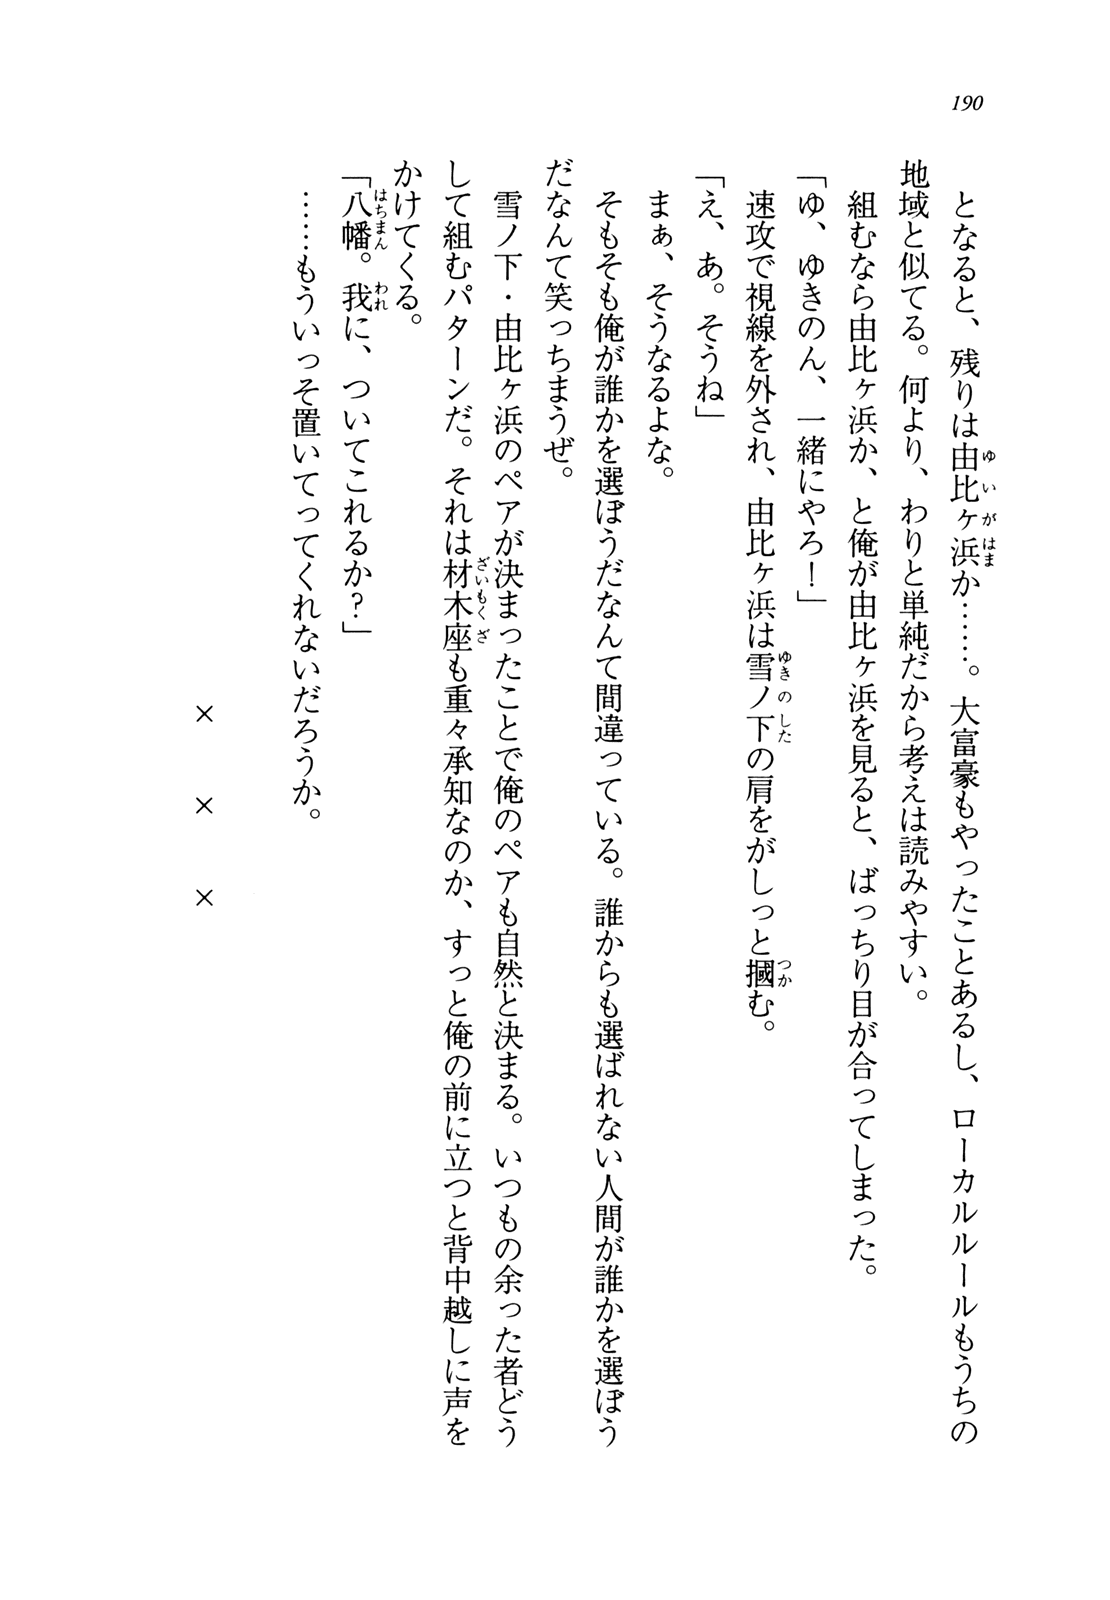 190
となると、残りは由比ヶ浜か……。大富豪もやったことあるし、ローカルルールもうちの
地域と似てる。何より、わりと単純だから考えは読みやすい。
組むなら由比ヶ浜か、と俺が由比ヶ浜を見ると、ばっちり目が合ってしまった。
「ゆ、ゆきのん、一緒にやろ!」
速攻で視線を外され、由比ヶ浜は雪ノ下の肩をがしっと摑む。
「え、あ。そうね」
まぁ、そうなるよな。
そもそも俺が誰かを選ぼうだなんて間違っている。誰からも選ばれない人間が誰かを選ぼう
だなんて笑っちまうぜ。
雪ノ下・由比ヶ浜のペアが決まったことで俺のペアも自然と決まる。いつもの余った者どう
して組むパターンだ。それは材木座も重々承知なのか、すっと俺の前に立つと背中越しに声を
かけてくる。
「八幡。我に、ついてこれるか?」
……もういっそ置いてってくれないだろうか。
×　×　×